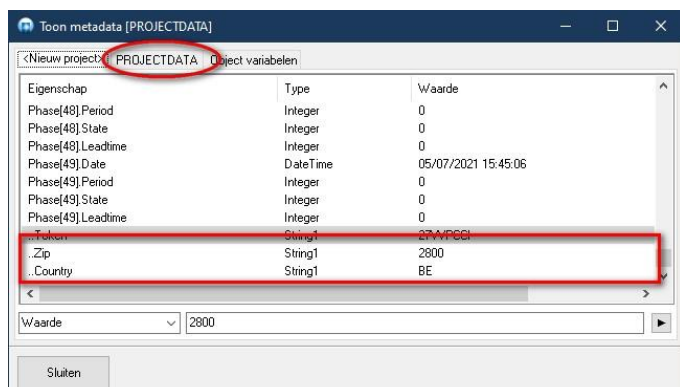 Toon metadata [PROJECTDATA]
<Nieuw project> PROJECTDATA Object variabelen
Eigenschap Type Waarde
Phase[48].Period Integer 0
Phase[48].State Integer 0
Phase[48].Leadtime Integer 0
Phase[49].Date DateTime 05/07/2021 15:45:06
Phase[49].Period Integer 0
Phase[49].State Integer 0
Phase[49].Leadtime Integer 0
..Token String1
..Zip String1 2800
..Country String1 BE
Waarde 2800
Sluiten